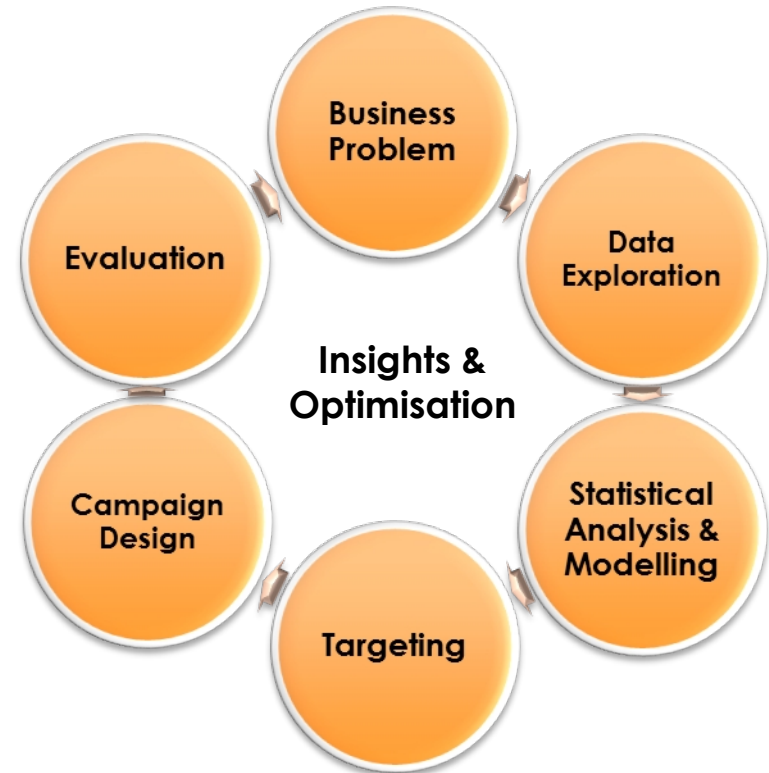 Business
Problem
Data
Exploration
Statistical
Analysis &
Modelling
Targeting
Campaign
Design
Evaluation
Insights &
Optimisation